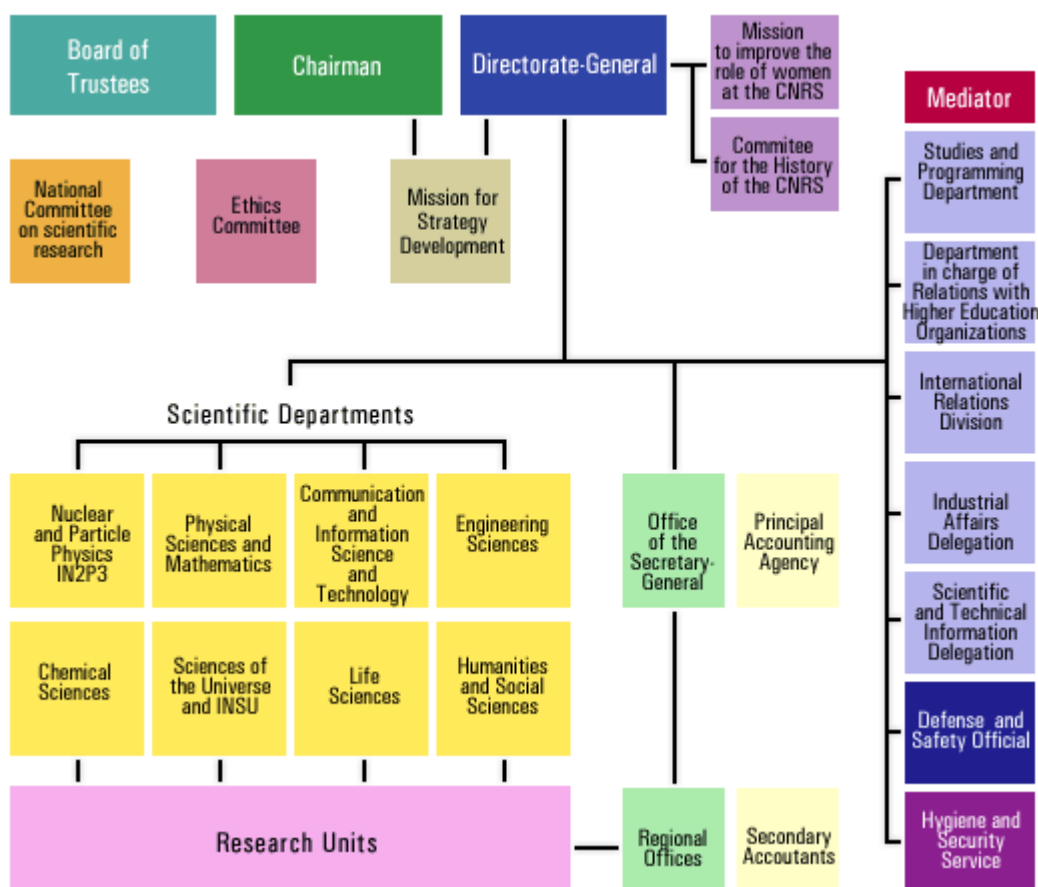 Board of
Trustees
Chairman
Directorate-General
Mission
to improve the
role of women
at the CNRS
Commitee
for the History
of the CNRS
Mediator
Studies and
Programming
Department
National
Committee
on scientific
research
Ethics
Committee
Mission for
Strategy
Development
Department
in charge of
Relations with
Higher Education
Organizations
International
Relations
Division
Scientific Departments
Nuclear
and Particle
Physics
IN2P3
Physical
Sciences and
Mathematics
Communication
and
Information
Science
and
Technology
Engineering
Sciences
Office
of the
Secretary-
General
Principal
Accounting
Agency
Industrial
Affairs
Delegation
Scientific
and Technical
Information
Delegation
Chemical
Sciences
Sciences of
the Universe
and INSU
Life
Sciences
Humanities
and Social
Sciences
Defense and
Safety Official
Research Units
Regional
Offices
Secondary
Accoutants
Hygiene and
Security
Service